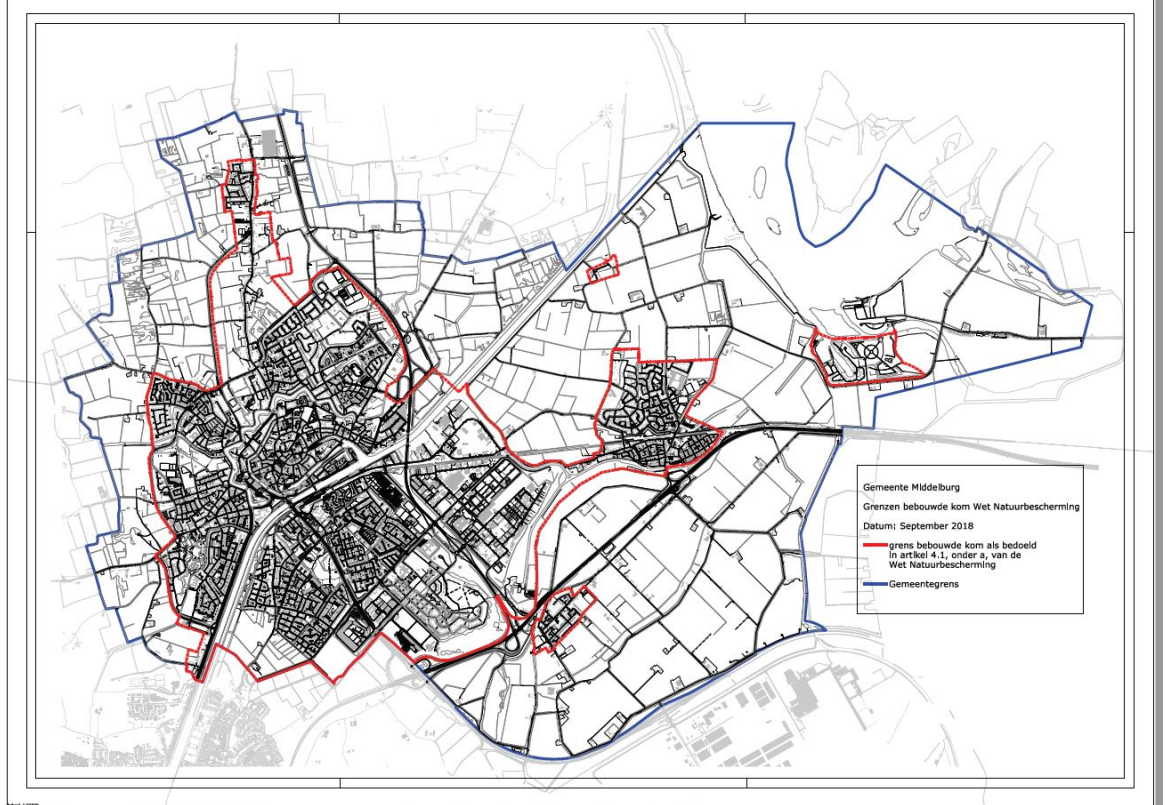 Gemeente Middelburg
Grenzen bebouwde kom Wet Natuurbescherming
Datum: September 2018
grens bebouwde kom als bedoeld
in artikel 4.1, onder a, van de
Wet Natuurbescherming
Gemeentegrens